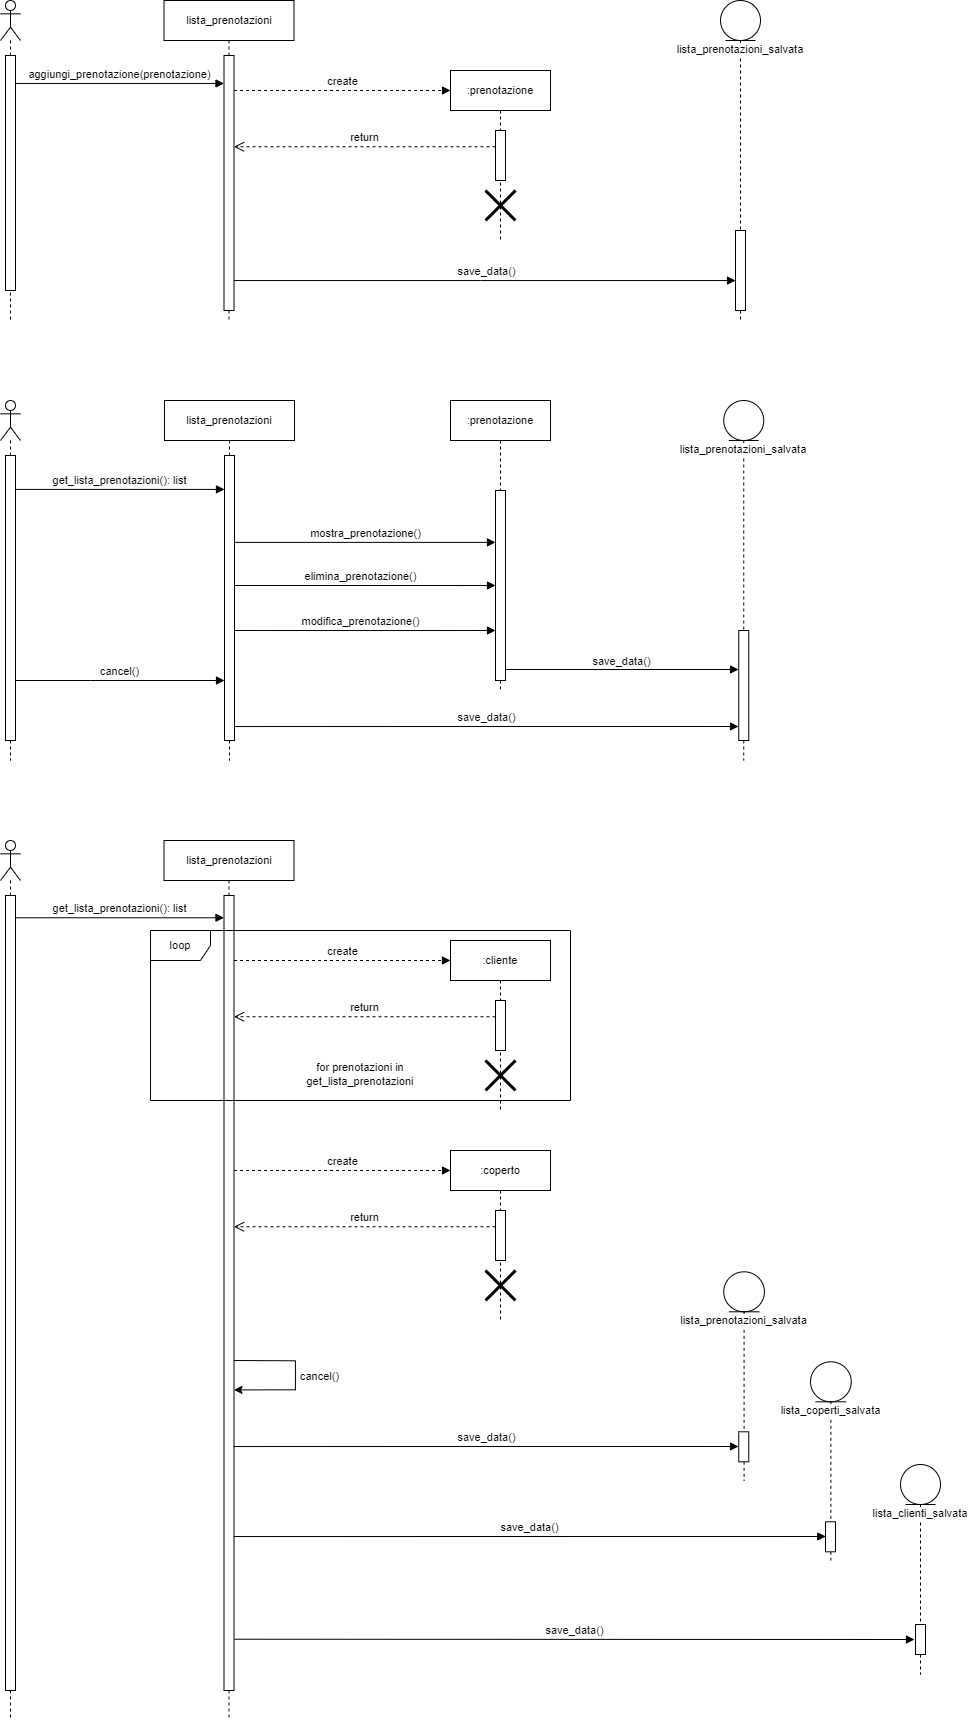 lista_prenotazioni
lista_prenotazioni_salvata
aggiungi_prenotazione(prenotazione)
create
:prenotazione
return
save_data()
lista_prenotazioni
:prenotazione
lista_prenotazioni_salvata
get_lista_prenotazioni(): list
mostra_prenotazione()
elimina_prenotazione()
modifica_prenotazione()
save_data()
cancel()
save_data()
lista_prenotazioni
get_lista_prenotazioni(): list
loop
create
:cliente
return
for prenotazioni in
get_lista_prenotazioni
create
:coperto
return
lista_prenotazioni_salvata
cancel()
lista_coperti_salvata
save_data()
lista_clienti_salvata
save_data()
save_data()